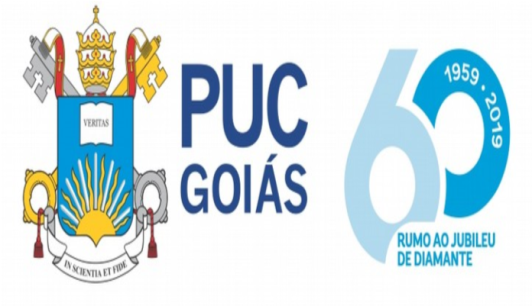 VERITAS
IN SCIENTIA ET FIDE
PUC
GOIÁS
60
1959 • 2019
RUMO AO JUBILEU
DE DIAMANTE